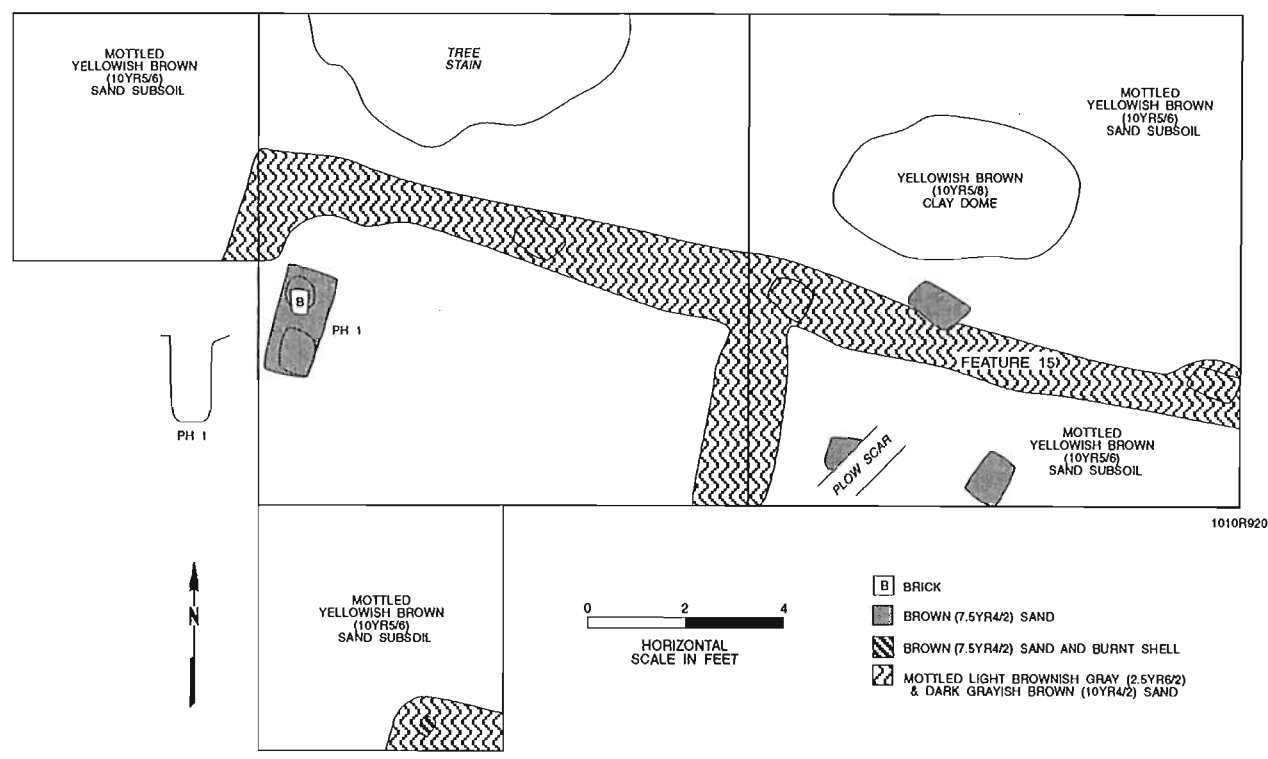 MOTTLED
YELLOWISH BROWN
(10YR5/6)
SAND SUBSOIL
TREE
STAIN
MOTTLED
YELLOWISH BROWN
(10YR5/6)
SAND SUBSOIL
YELLOWISH BROWN
(10YR5/8)
CLAY DOME
B
PH 1
PH 1
FEATURE 15
PLOW SCAR
MOTTLED
YELLOWISH BROWN
(10YR5/6)
SAND SUBSOIL
1010R920
MOTTLED
YELLOWISH BROWN
(10YR5/6)
SAND SUBSOIL
N
0 2 4
HORIZONTAL
SCALE IN FEET
B BRICK
BROWN (7.5YR4/2) SAND
BROWN (7.5YR4/2) SAND AND BURNT SHELL
MOTTLED LIGHT BROWNISH GRAY (2.5YR6/2)
& DARK GRAYISH BROWN (10YR4/2) SAND